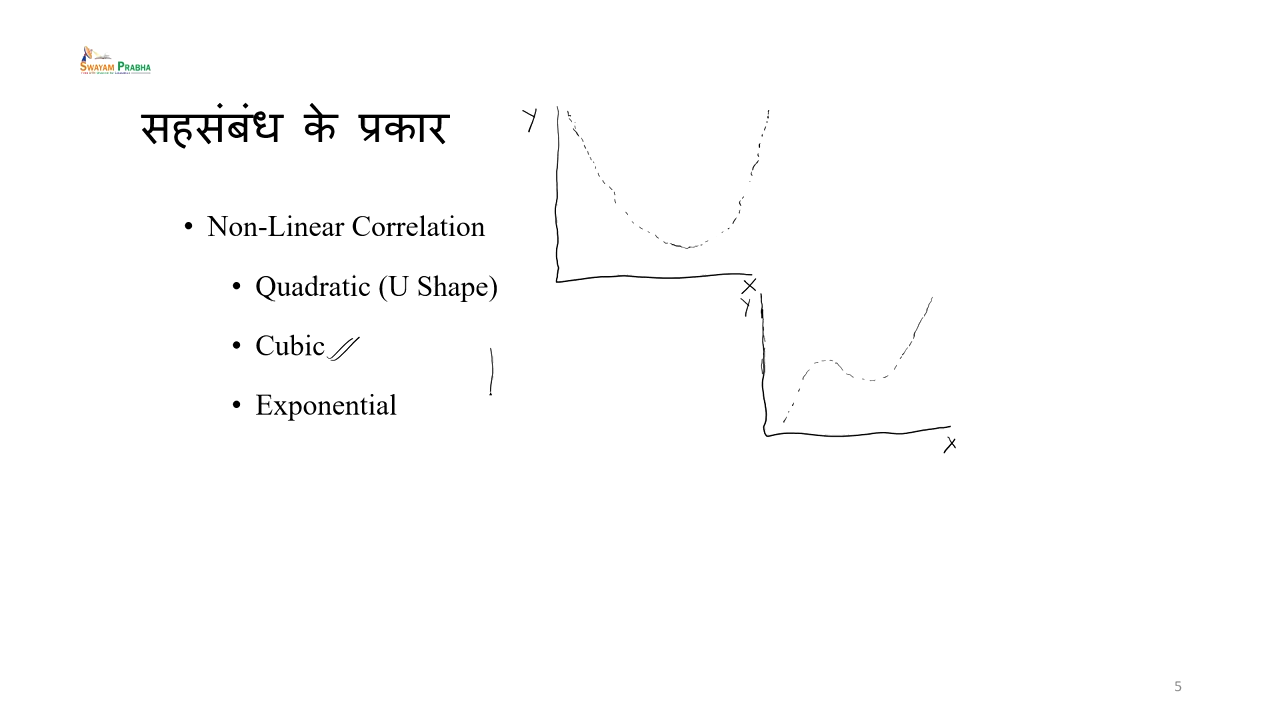 SWAYAM PRABHA
सहसंबंध के प्रकार
• Non-Linear Correlation
• Quadratic (U Shape)
• Cubic
• Exponential
Y
X
Y
X
5